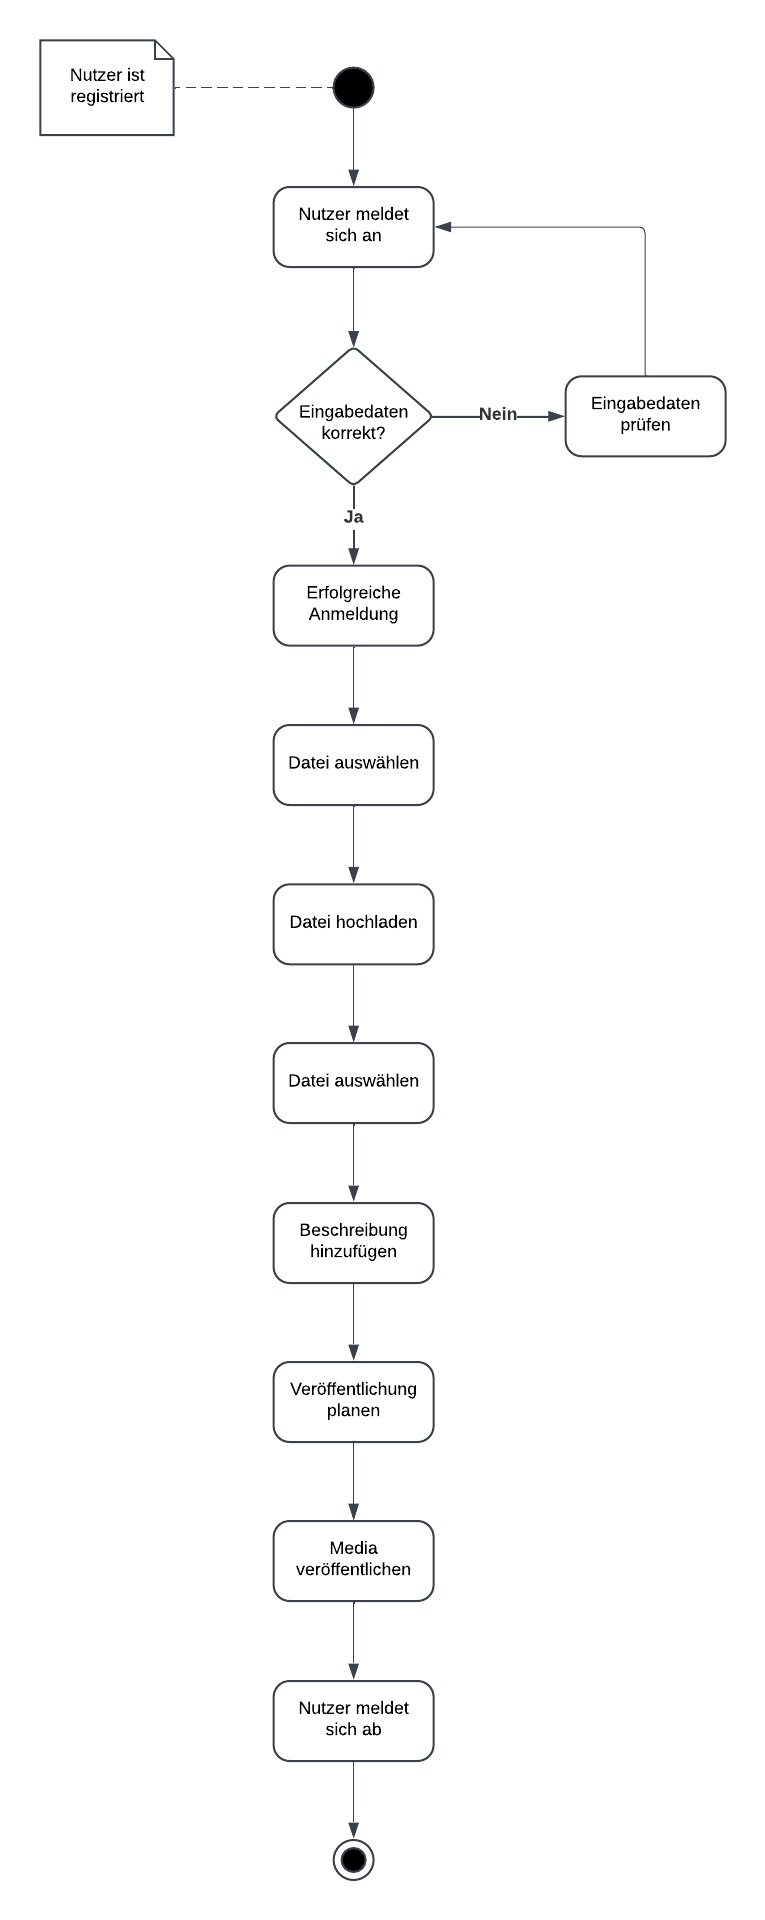 Nutzer ist
registriert
Nutzer meldet
sich an
Eingabedaten
korrekt?
Nein
Eingabedaten
prüfen
Ja
Erfolgreiche
Anmeldung
Datei auswählen
Datei hochladen
Datei auswählen
Beschreibung
hinzufügen
Veröffentlichung
planen
Media
veröffentlichen
Nutzer meldet
sich ab